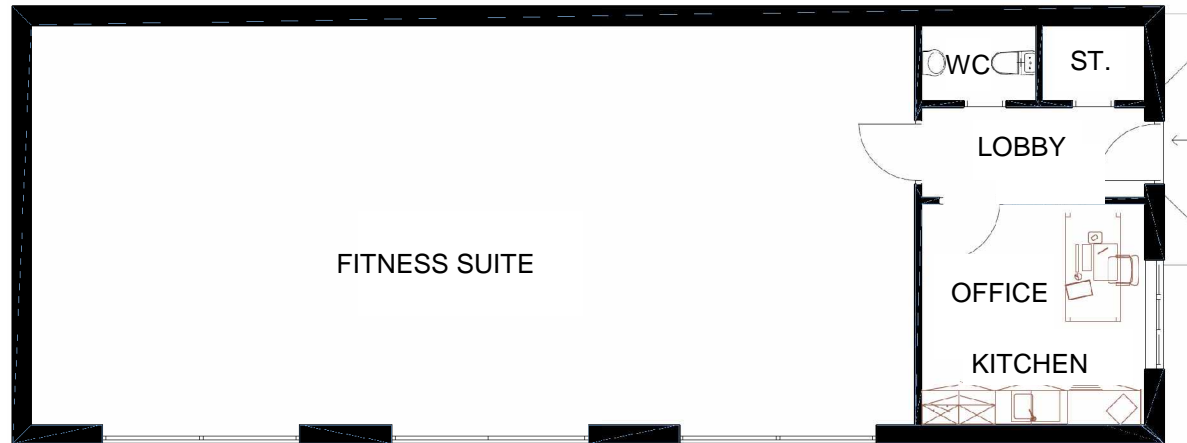 WC
ST.
LOBBY
FITNESS SUITE
OFFICE
KITCHEN